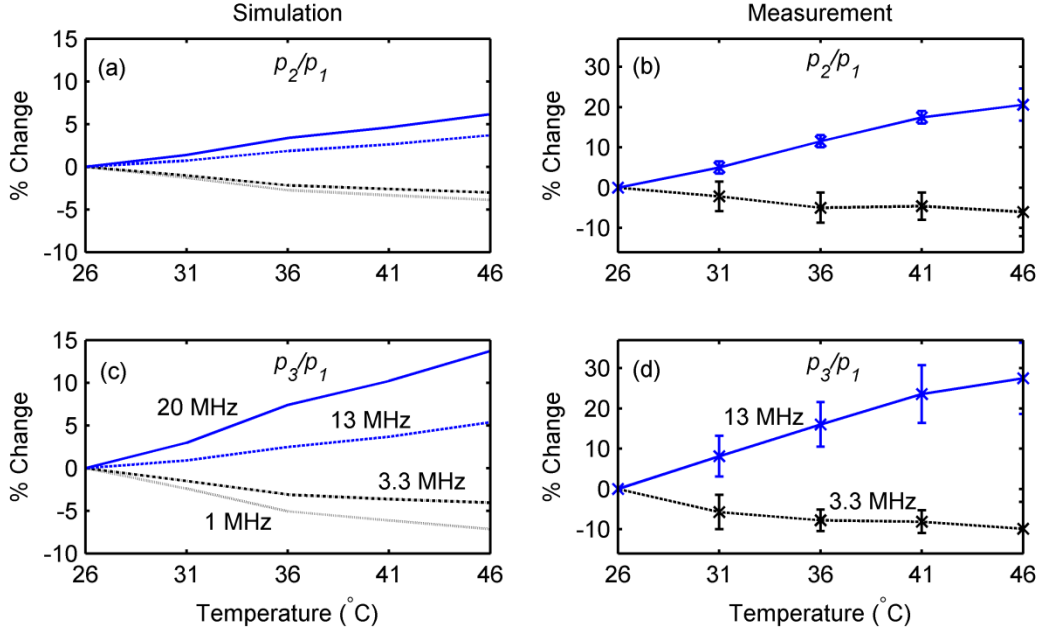 Simulation
Measurement
15
10
5
0
-5
-10
% Change
(a)
p2/p1
26 31 36 41 46
30
20
10
0
-10
% Change
(b)
p2/p1
26 31 36 41 46
15
10
5
0
-5
-10
% Change
(c)
p3/p1
20 MHz
13 MHz
3.3 MHz
1 MHz
26 31 36 41 46
Temperature (°C)
30
20
10
0
-10
% Change
(d)
p3/p1
13 MHz
3.3 MHz
26 31 36 41 46
Temperature (°C)